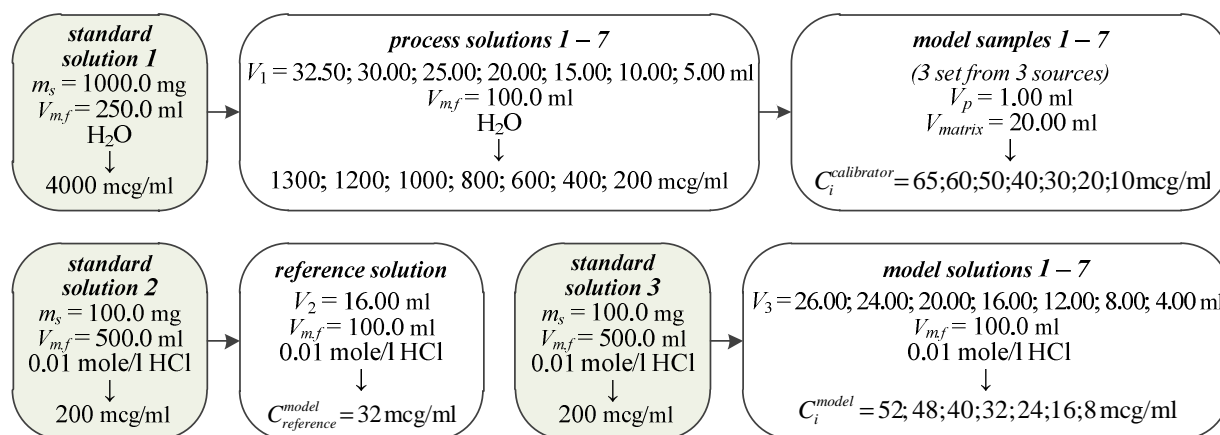 standard
solution 1
mₛ = 1000.0 mg
Vₘ.f = 250.0 ml
H₂O
↓
4000 mcg/ml
process solutions 1 – 7
V₁ = 32.50; 30.00; 25.00; 20.00; 15.00; 10.00; 5.00 ml
Vₘ.f = 100.0 ml
H₂O
↓
1300; 1200; 1000; 800; 600; 400; 200 mcg/ml
model samples 1 – 7
(3 set from 3 sources)
Vₚ = 1.00 ml
V_matrix = 20.00 ml
↓
C_i^calibrator = 65;60;50;40;30;20;10mcg/ml
standard
solution 2
mₛ = 100.0 mg
Vₘ.f = 500.0 ml
0.01 mole/l HCl
↓
200 mcg/ml
reference solution
V₂ = 16.00 ml
Vₘ.f = 100.0 ml
0.01 mole/l HCl
↓
C_reference^model = 32 mcg/ml
standard
solution 3
mₛ = 100.0 mg
Vₘ.f = 500.0 ml
0.01 mole/l HCl
↓
200 mcg/ml
model solutions 1 – 7
V₃ = 26.00; 24.00; 20.00; 16.00; 12.00; 8.00; 4.00 ml
Vₘ.f = 100.0 ml
0.01 mole/l HCl
↓
C_i^model = 52; 48; 40; 32; 24; 16; 8 mcg/ml